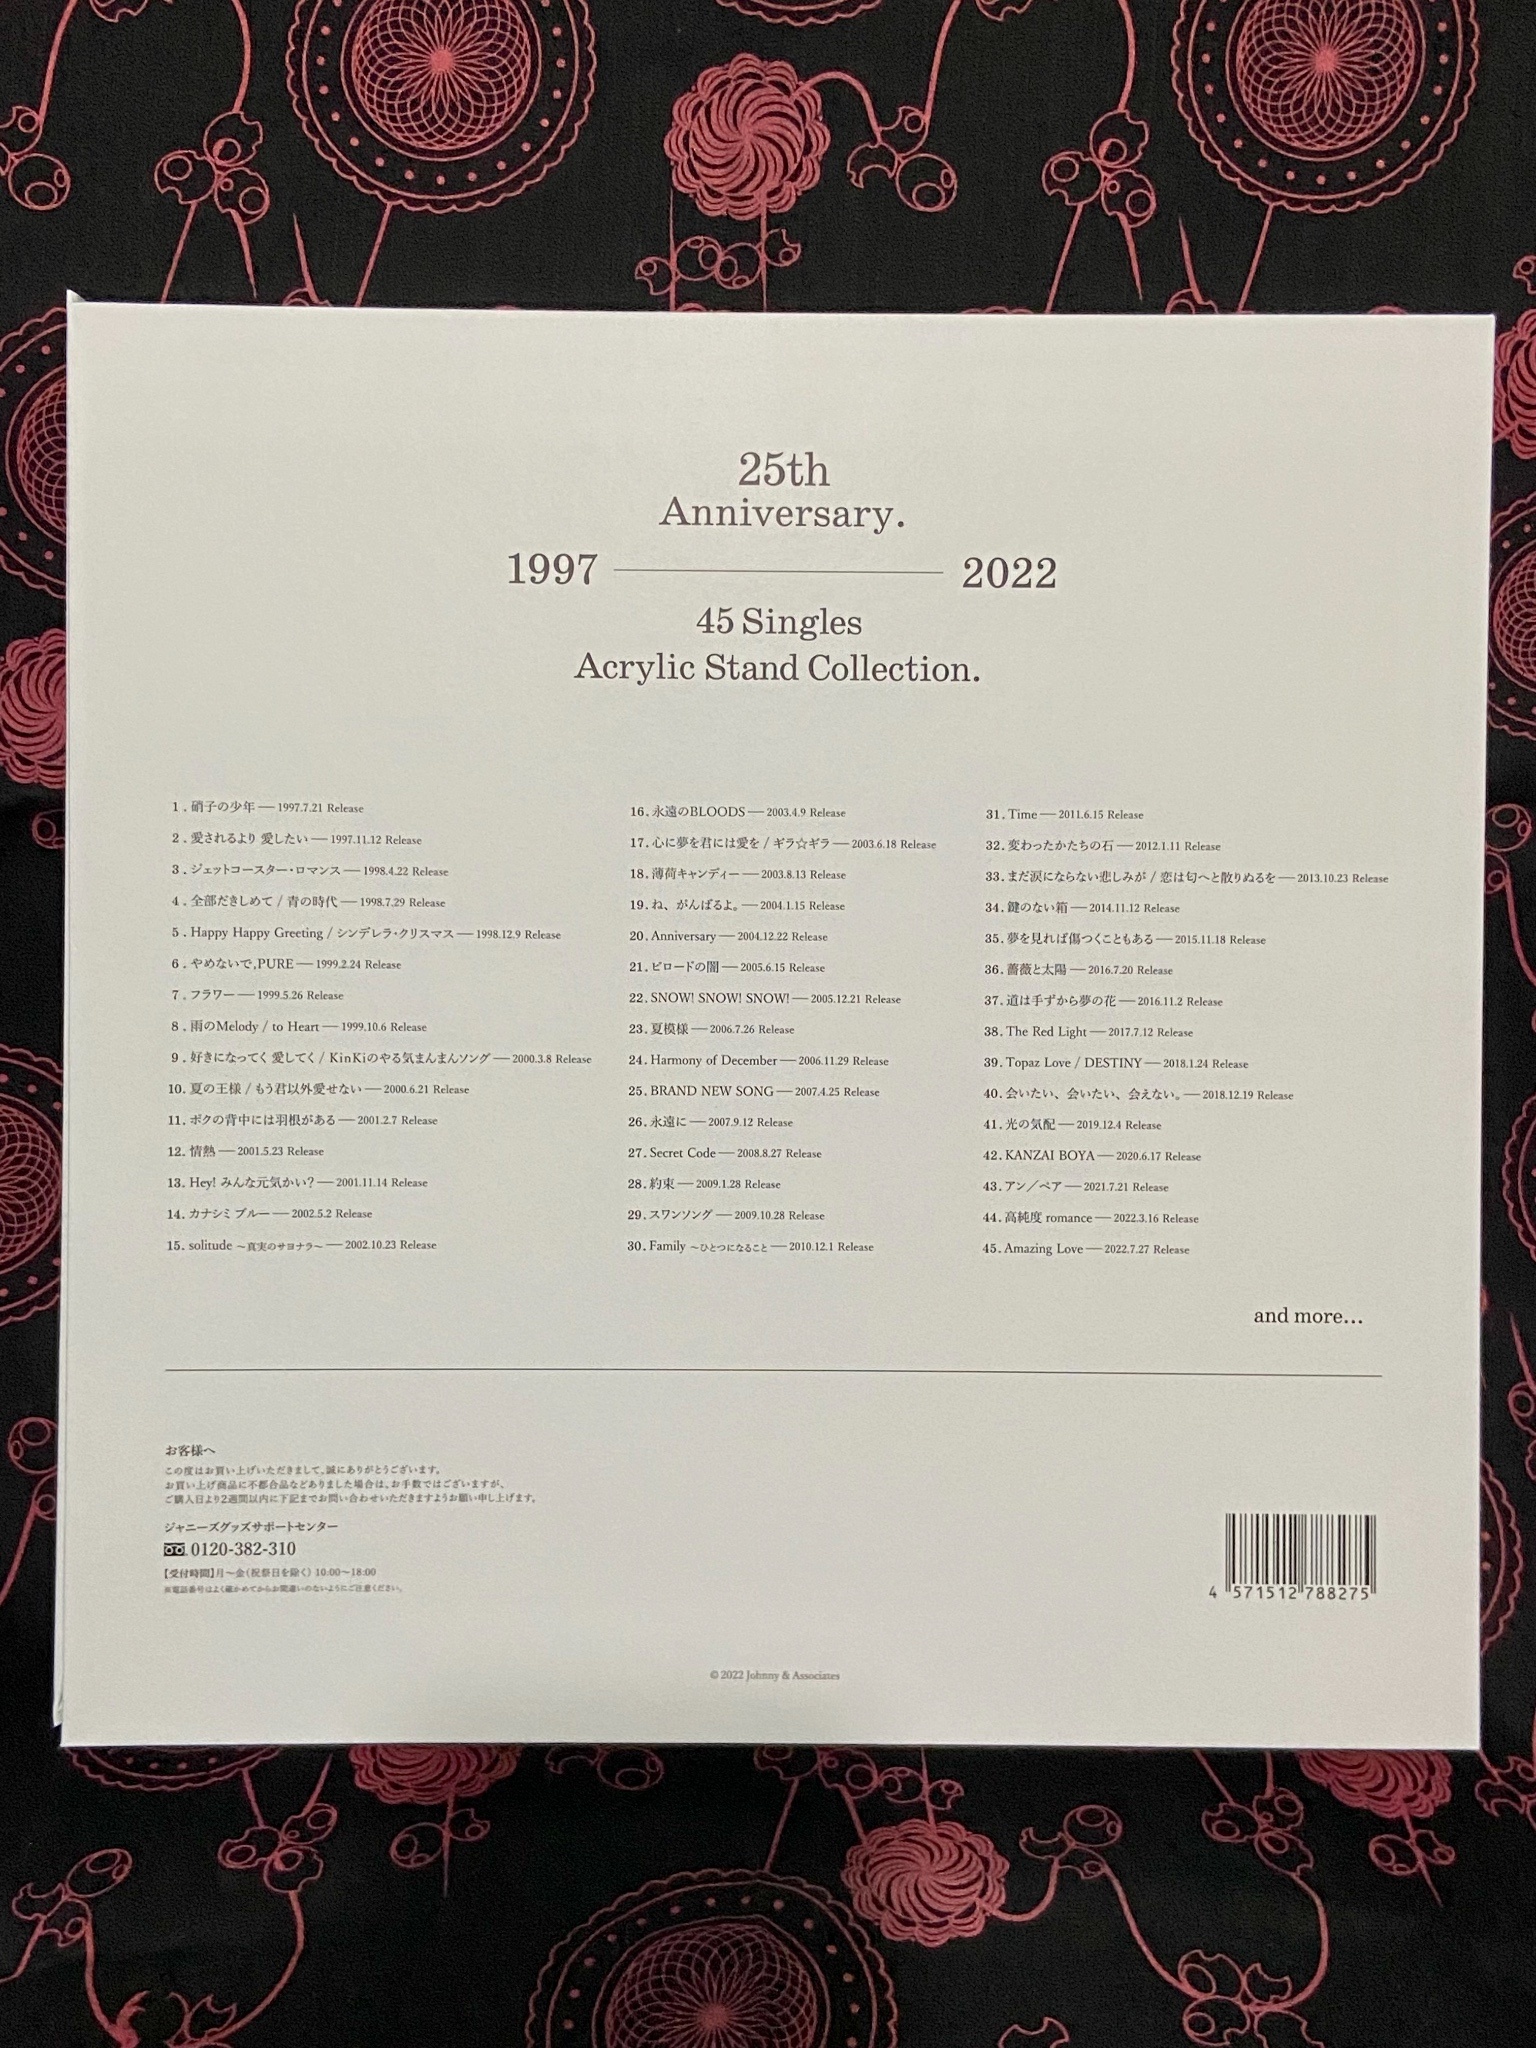 25th
Anniversary.
1997 — 2022
45 Singles
Acrylic Stand Collection.
1. 硝子の少年 — 1997.7.21 Release
2. 愛されるより 愛したい — 1997.11.12 Release
3. ジェットコースター・ロマンス — 1998.4.22 Release
4. 全部だきしめて / 青の時代 — 1998.7.29 Release
5. Happy Happy Greeting / シンデレラ・クリスマス — 1998.12.9 Release
6. やめないで,PURE — 1999.2.24 Release
7. フラワー — 1999.5.26 Release
8. 雨のMelody / to Heart — 1999.10.6 Release
9. 好きになってく 愛してく / KinKiのやる気まんまんソング — 2000.3.8 Release
10. 夏の王様 / もう君以外愛せない — 2000.6.21 Release
11. ボクの背中には羽根がある — 2001.2.7 Release
12. 情熱 — 2001.5.23 Release
13. Hey! みんな元気かい? — 2001.11.14 Release
14. カナシミ ブルー — 2002.5.2 Release
15. solitude ～真実のサヨナラ～ — 2002.10.23 Release
16. 永遠のBLOODS — 2003.4.9 Release
17. 心に夢を君には愛を / ギラ☆ギラ — 2003.6.18 Release
18. 薄荷キャンディー — 2003.8.13 Release
19. ね、がんばるよ。 — 2004.1.15 Release
20. Anniversary — 2004.12.22 Release
21. ビロードの闇 — 2005.6.15 Release
22. SNOW! SNOW! SNOW! — 2005.12.21 Release
23. 夏模様 — 2006.7.26 Release
24. Harmony of December — 2006.11.29 Release
25. BRAND NEW SONG — 2007.4.25 Release
26. 永遠に — 2007.9.12 Release
27. Secret Code — 2008.8.27 Release
28. 約束 — 2009.1.28 Release
29. スワンソング — 2009.10.28 Release
30. Family ～ひとつになること — 2010.12.1 Release
31. Time — 2011.6.15 Release
32. 変わったかたちの石 — 2012.1.11 Release
33. まだ涙にならない悲しみが / 恋は匂へと散りぬるを — 2013.10.23 Release
34. 鍵のない箱 — 2014.11.12 Release
35. 夢を見れば傷つくこともある — 2015.11.18 Release
36. 薔薇と太陽 — 2016.7.20 Release
37. 道は手ずから夢の花 — 2016.11.2 Release
38. The Red Light — 2017.7.12 Release
39. Topaz Love / DESTINY — 2018.1.24 Release
40. 会いたい、会いたい、会えない。 — 2018.12.19 Release
41. 光の気配 — 2019.12.4 Release
42. KANZAI BOYA — 2020.6.17 Release
43. アン／ペア — 2021.7.21 Release
44. 高純度 romance — 2022.3.16 Release
45. Amazing Love — 2022.7.27 Release
and more...
お客様へ
この度はお買い上げいただきまして、誠にありがとうございます。
お買い上げ商品に不都合品などありました場合は、お手数ではございますが、
ご購入日より2週間以内に下記までお問い合わせいただきますようお願い申し上げます。
ジャニーズグッズサポートセンター
0120-382-310
【受付時間】月～金（祝祭日を除く）10:00～18:00
※電話番号はよく確かめてからお間違いのないようにご注意ください。
4 571512 788275
© 2022 Johnny & Associates